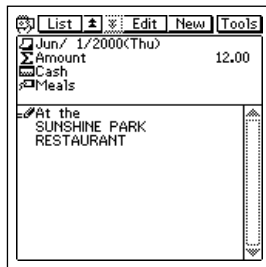 List Edit New Tools
Jun/ 1/2000(Thu)
Amount 12.00
Cash
Meals
At the
SUNSHINE PARK
RESTAURANT